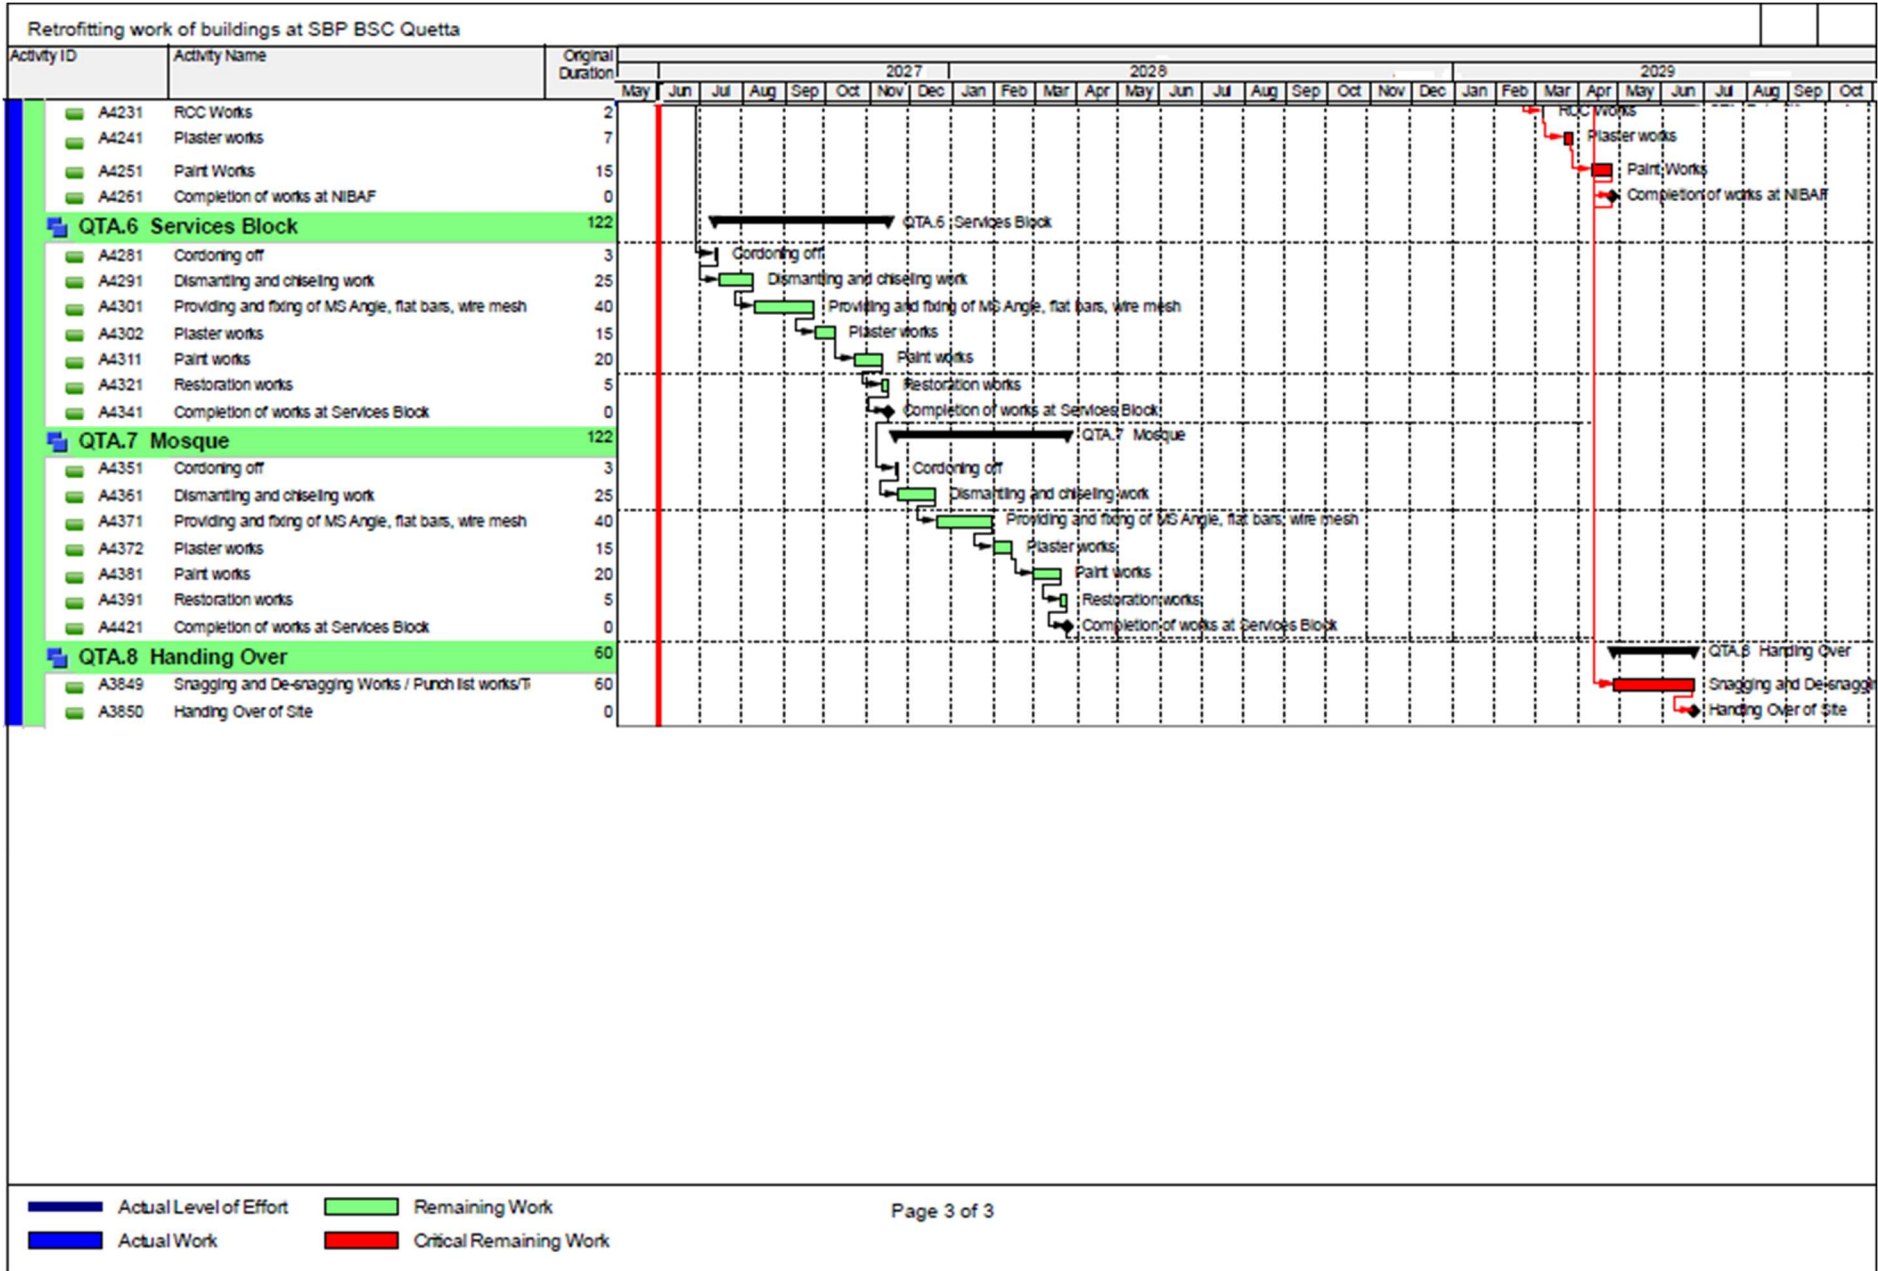 Retrofitting work of buildings at SBP BSC Quetta
Activity ID Activity Name Original Duration
2027 2028 2029
May Jun Jul Aug Sep Oct Nov Dec Jan Feb Mar Apr May Jun Jul Aug Sep Oct Nov Dec Jan Feb Mar Apr May Jun Jul Aug Sep Oct
A4231 RCC Works 2 RCC Works
A4241 Plaster works 7 Plaster works
A4251 Paint Works 15 Paint Works
A4261 Completion of works at NIBAF 0 Completion of works at NIBAF
QTA.6 Services Block 122 QTA.6 Services Block
A4281 Cordoning off 3 Cordoning off
A4291 Dismantling and chiseling work 25 Dismantling and chiseling work
A4301 Providing and fixing of MS Angle, flat bars, wire mesh 40 Providing and fixing of MS Angle, flat bars, wire mesh
A4302 Plaster works 15 Plaster works
A4311 Paint works 20 Paint works
A4321 Restoration works 5 Restoration works
A4341 Completion of works at Services Block 0 Completion of works at Services Block
QTA.7 Mosque 122 QTA.7 Mosque
A4351 Cordoning off 3 Cordoning off
A4361 Dismantling and chiseling work 25 Dismantling and chiseling work
A4371 Providing and fixing of MS Angle, flat bars, wire mesh 40 Providing and fixing of MS Angle, flat bars, wire mesh
A4372 Plaster works 15 Plaster works
A4381 Paint works 20 Paint works
A4391 Restoration works 5 Restoration works
A4421 Completion of works at Services Block 0 Completion of works at Services Block
QTA.8 Handing Over 60 QTA.8 Handing Over
A3849 Snagging and De-snagging Works / Punch list works/T 60 Snagging and De-snaggin
A3850 Handing Over of Site 0 Handing Over of Site
Actual Level of Effort Remaining Work Page 3 of 3
Actual Work Critical Remaining Work